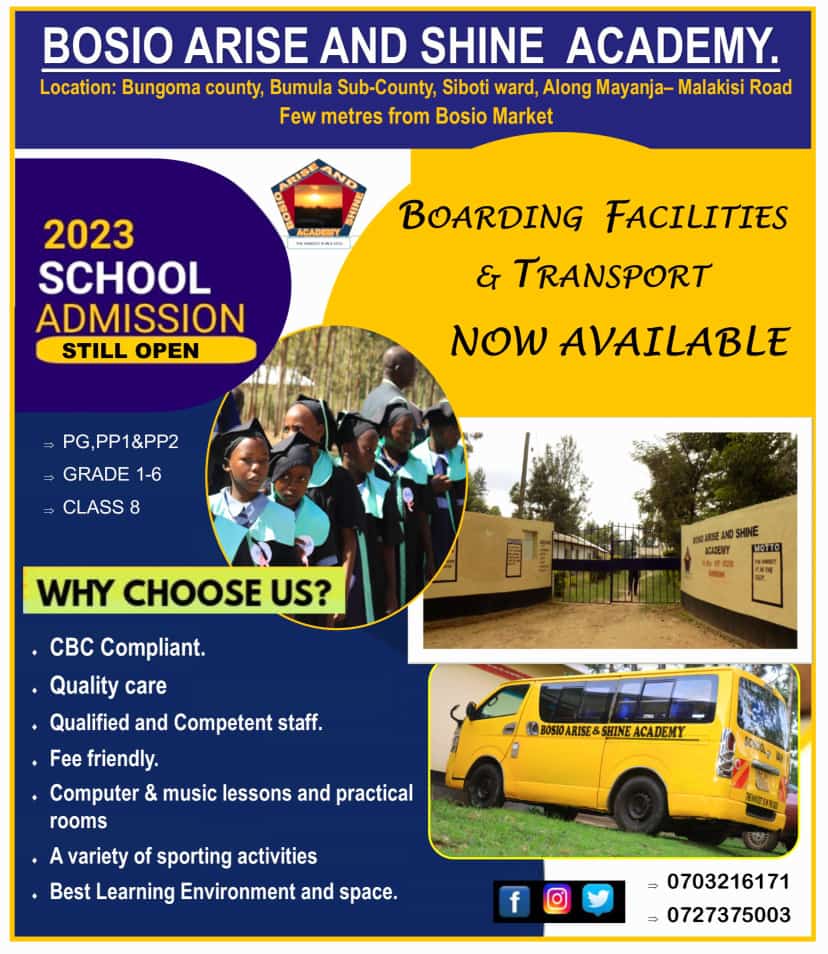 BOSIO ARISE AND SHINE ACADEMY.
Location: Bungoma county, Bumula Sub-County, Siboti ward, Along Mayanja– Malakisi Road
Few metres from Bosio Market
BOSIO ARISE AND SHINE
ACADEMY
2023
SCHOOL
ADMISSION
STILL OPEN
BOARDING FACILITIES
& TRANSPORT
NOW AVAILABLE
⇒ PG,PP1&PP2
⇒ GRADE 1-6
⇒ CLASS 8
BOSIO ARISE AND SHINE
ACADEMY
MOTTO
WHY CHOOSE US?
• CBC Compliant.
• Quality care
• Qualified and Competent staff.
• Fee friendly.
• Computer & music lessons and practical
rooms
• A variety of sporting activities
• Best Learning Environment and space.
BOSIO ARISE & SHINE ACADEMY
⇒ 0703216171
⇒ 0727375003